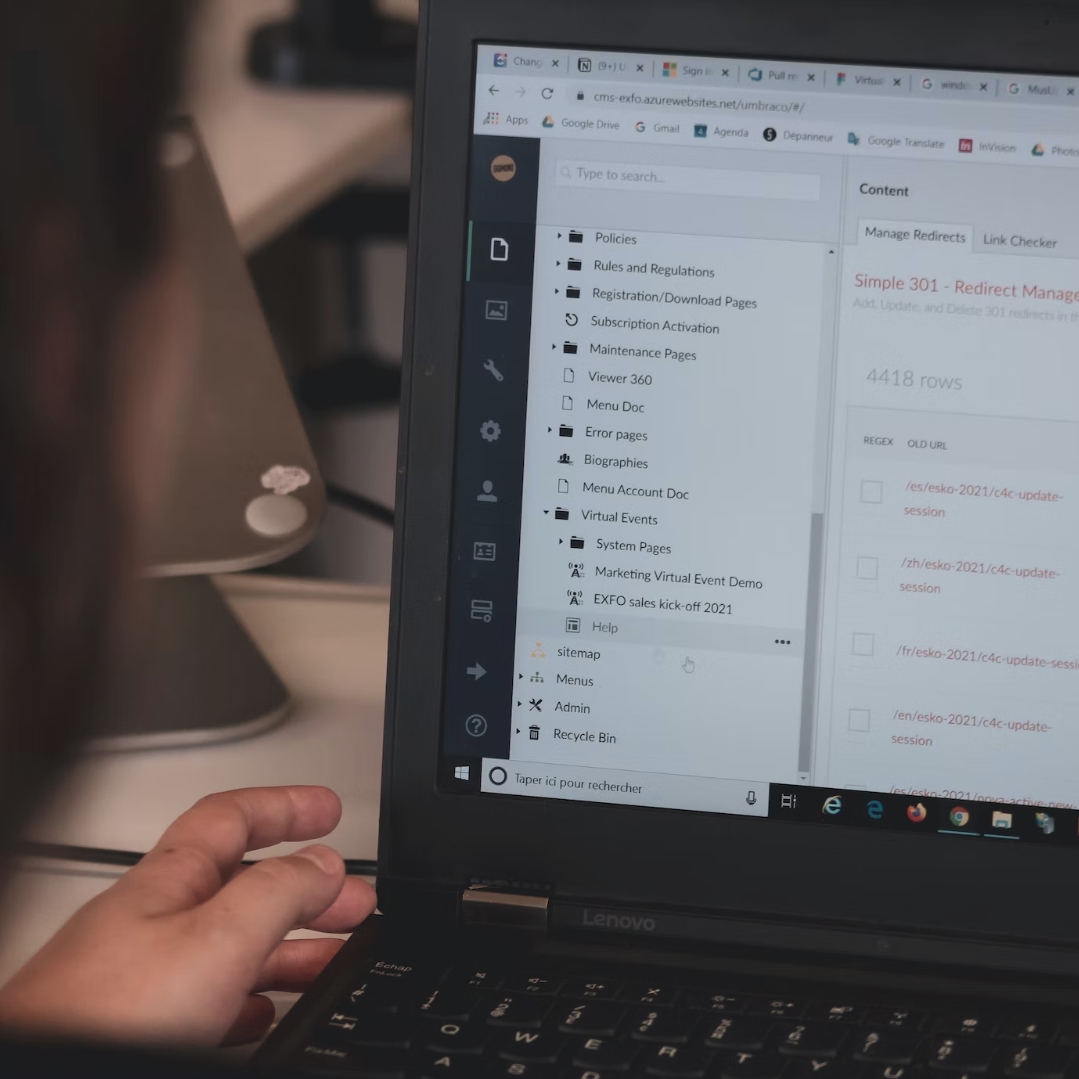 Chang
(9+) U
Sign in
Pull r
Virtua
windo
Must
cms-exfo.azurewebsites.net/umbraco/#/
Apps
Google Drive
Gmail
Agenda
Depanneur
Google Translate
InVision
Photo
Type to search...
Policies
Rules and Regulations
Registration/Download Pages
Subscription Activation
Maintenance Pages
Viewer 360
Menu Doc
Error pages
Biographies
Menu Account Doc
Virtual Events
System Pages
Marketing Virtual Event Demo
EXFO sales kick-off 2021
Help
sitemap
Menus
Admin
Recycle Bin
Content
Manage Redirects
Link Checker
Simple 301 - Redirect Manage
Add, Update, and Delete 301 redirects in th
4418 rows
REGEX OLD URL
/es/esko-2021/c4c-update-
session
/zh/esko-2021/c4c-update-
session
/fr/esko-2021/c4c-update-sessi
/en/esko-2021/c4c-update-
session
/es/esko-2021/nova-active-new-
Taper ici pour rechercher
Lenovo
Échap
FnLock
Q W E R T Y U
A S D F G H